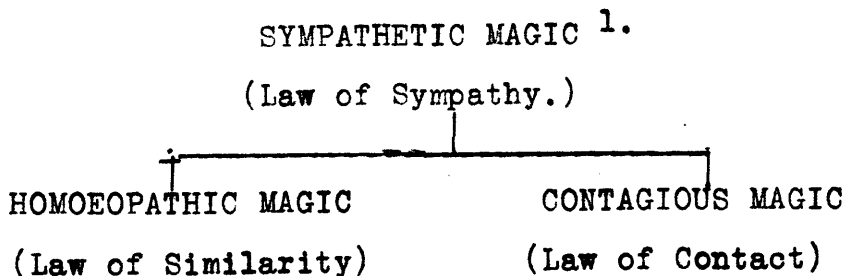 SYMPATHETIC MAGIC 1.
(Law of Sympathy.)
HOMOEOPATHIC MAGIC CONTAGIOUS MAGIC
(Law of Similarity) (Law of Contact)